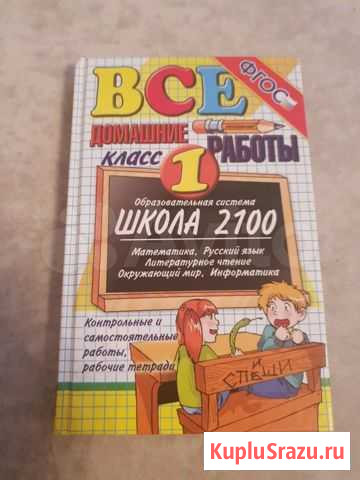 ВСЕ
ФГОС
ДОМАШНИЕ
РАБОТЫ
класс
1
Образовательная система
ШКОЛА 2100
Математика, Русский язык
Литературное чтение
Окружающий мир, Информатика
Контрольные и
самостоятельные
работы,
рабочие тетради
И
СПЕШИ
KupluSrazu.ru